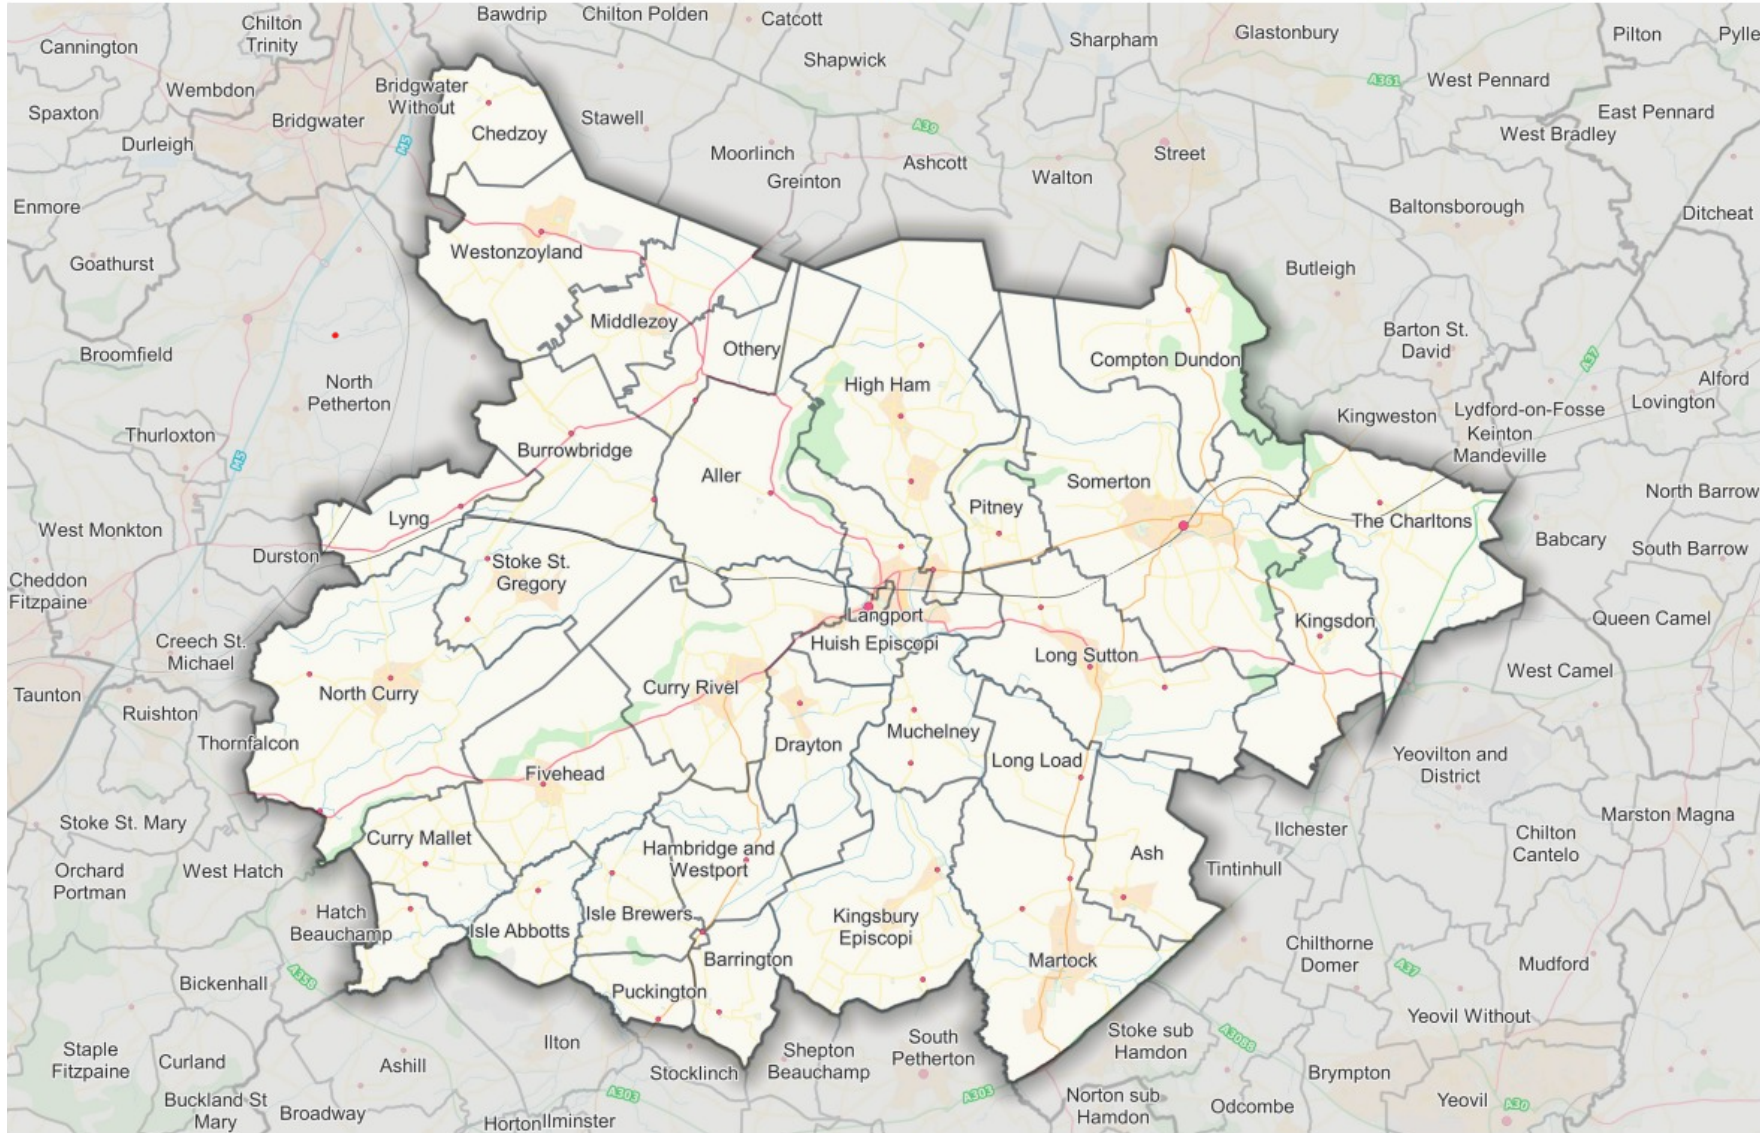 Bawdrip
Chilton Polden
Catcott
Chilton
Trinity
Cannington
Sharpham
Glastonbury
Pilton
Pylle
Shapwick
Wembdon
Bridgwater
Without
A361
West Pennard
Spaxton
Bridgwater
Stawell
A39
East Pennard
Durleigh
M5
Chedzoy
West Bradley
Moorlinch
Greinton
Ashcott
Walton
Street
Enmore
Baltonsborough
Ditcheat
Goathurst
Westonzoyland
Butleigh
Middlezoy
Othery
Barton St.
David
Broomfield
North
Petherton
High Ham
Compton Dundon
A37
Alford
Thurloxton
M5
Kingweston
Lydford-on-Fosse
Lovington
Keinton
Mandeville
Burrowbridge
Aller
Somerton
Pitney
North Barrow
West Monkton
Lyng
The Charltons
Babcary
South Barrow
Durston
Stoke St.
Gregory
Cheddon
Fitzpaine
Langport
Kingsdon
Queen Camel
Creech St.
Michael
Huish Episcopi
Long Sutton
West Camel
Taunton
North Curry
Curry Rivel
Ruishton
Thornfalcon
Drayton
Muchelney
Long Load
Yeovilton and
District
Fivehead
Stoke St. Mary
Curry Mallet
Hambridge and
Westport
Ash
Ilchester
Chilton
Cantelo
Marston Magna
Orchard
Portman
West Hatch
Tintinhull
Hatch
Beauchamp
Isle Abbotts
Isle Brewers
Kingsbury
Episcopi
Barrington
Martock
Chilthorne
Domer
A37
Mudford
Bickenhall
A358
Puckington
Yeovil Without
Staple
Fitzpaine
Curland
Ashill
Ilton
Stocklinch
Shepton
Beauchamp
South
Petherton
Stoke sub
Hamdon
A3088
Brympton
Buckland St
Mary
Broadway
Horton
Ilminster
A303
A303
Norton sub
Hamdon
Odcombe
Yeovil
A30